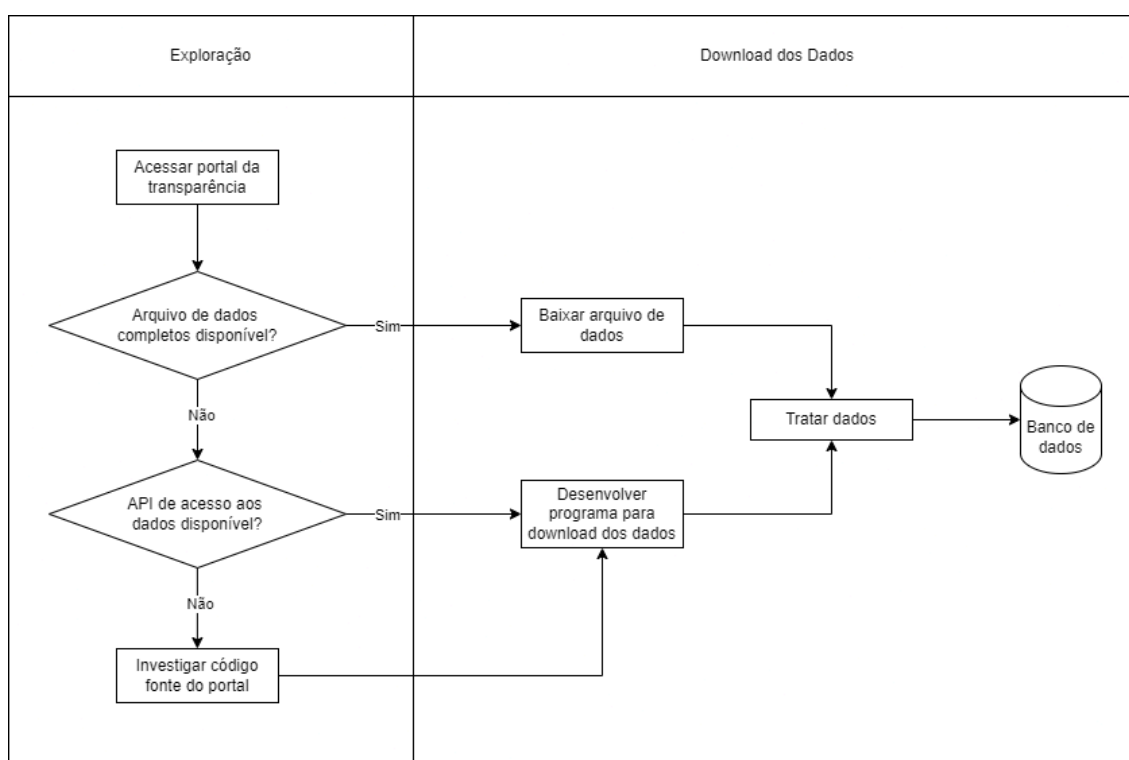 Exploração
Download dos Dados
Acessar portal da
transparência
Arquivo de dados
completos disponível?
Sim
Baixar arquivo de
dados
Não
Tratar dados
Banco de
dados
API de acesso aos
dados disponível?
Sim
Desenvolver
programa para
download dos dados
Não
Investigar código
fonte do portal